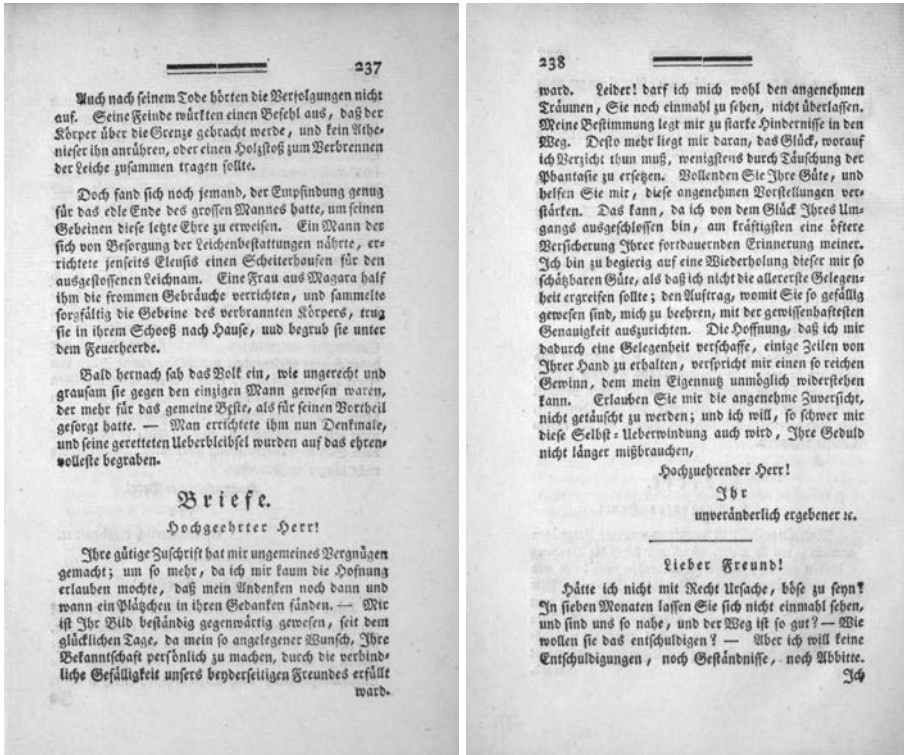 237
Auch nach seinem Tode hörten die Verfolgungen nicht
auf. Seine Feinde würkten einen Befehl aus, daß der
Körper über die Grenze gebracht werde, und kein Athe-
nieser ihn anrühren, oder einen Holzstoß zum Verbrennen
der Leiche zusammen tragen sollte.
Doch fand sich noch jemand, der Empfindung genug
für das edle Ende des grossen Mannes hatte, um seinen
Gebeinen diese letzte Ehre zu erweisen. Ein Mann der
sich von Besorgung der Leichenbestattungen nährte, er-
richtete jenseits Eleusis einen Scheiterhaufen für den
ausgestossenen Leichnam. Eine Frau aus Magara half
ihm die frommen Gebräuche verrichten, und sammelte
sorgfältig die Gebeine des verbrannten Körpers, trug
sie in ihrem Schooß nach Hause, uud begrub sie unter
dem Feuerheerde.
Bald hernach sah das Volk ein, wie ungerecht und
grausam sie gegen den einzigen Mann gewesen waren,
der mehr für das gemeine Beste, als für seinen Vortheil
gesorgt hatte. — Man errichtete ihm nun Denkmale,
und seine geretteten Ueberbleibsel wurden auf das ehren-
volleste begraben.
Briefe.
Hochgeehrter Herr!
Ihre gütige Zuschrift hat mir ungemeines Vergnügen
gemacht; um so mehr, da ich mir kaum die Hofnung
erlauben mochte, daß mein Andenken noch dann und
wann ein Plätzchen in ihren Gedanken fänden. — Mir
ist Ihr Bild beständig gegenwärtig gewesen, seit dem
glücklichen Tage, da mein so angelegener Wunsch, Ihre
Bekanntschaft persönlich zu machen, durch die verbind-
liche Gefälligkeit unsers beyderseitigen Freundes erfüllt
ward.
238
ward. Leider! darf ich mich wohl den angenehmen
Träumen, Sie noch einmahl zu sehen, nicht überlassen.
Meine Bestimmung legt mir zu starke Hindernisse in den
Weg. Desto mehr liegt mir daran, das Glück, worauf
ich Verzicht thun muß, wenigstens durch Täuschung der
Phantasie zu ersetzen. Vollenden Sie Ihre Güte, und
helfen Sie mir, diese angenehmen Vorstellungen ver-
stärken. Das kann, da ich von dem Glück Ihres Um-
gangs ausgeschlossen bin, am kräftigsten eine öftere
Versicherung Ihrer fortdauernden Erinnerung meiner.
Ich bin zu begierig auf eine Wiederholung dieser mir so
schätzbaren Güte, als daß ich nicht die allererste Gelegen-
heit ergreifen sollte; den Auftrag, womit Sie so gefällig
gewesen sind, mich zu beehren, mit der gewissenhaftesten
Genauigkeit auszurichten. Die Hoffnung, daß ich mir
dadurch eine Gelegenheit verschaffe, einige Zeilen von
Ihrer Hand zu erhalten, verspricht mir einen so reichen
Gewinn, dem mein Eigennutz unmöglich widerstehen
kann. Erlauben Sie mir die angenehme Zuversicht,
nicht getäuscht zu werden; und ich will, so schwer mir
diese Selbst-Ueberwindung auch wird, Ihre Geduld
nicht länger mißbrauchen,
Hochzuehrender Herr!
Ihr
unveränderlich ergebener ꝛc.
Lieber Freund!
Hätte ich nicht mit Recht Ursache, böse zu seyn?
In sieben Monaten lassen Sie sich nicht einmahl sehen,
und sind uns so nahe, und der Weg ist so gut? — Wie
wollen sie das entschuldigen? — Aber ich will keine
Entschuldigungen, noch Geständnisse, noch Abbitte.
Ich